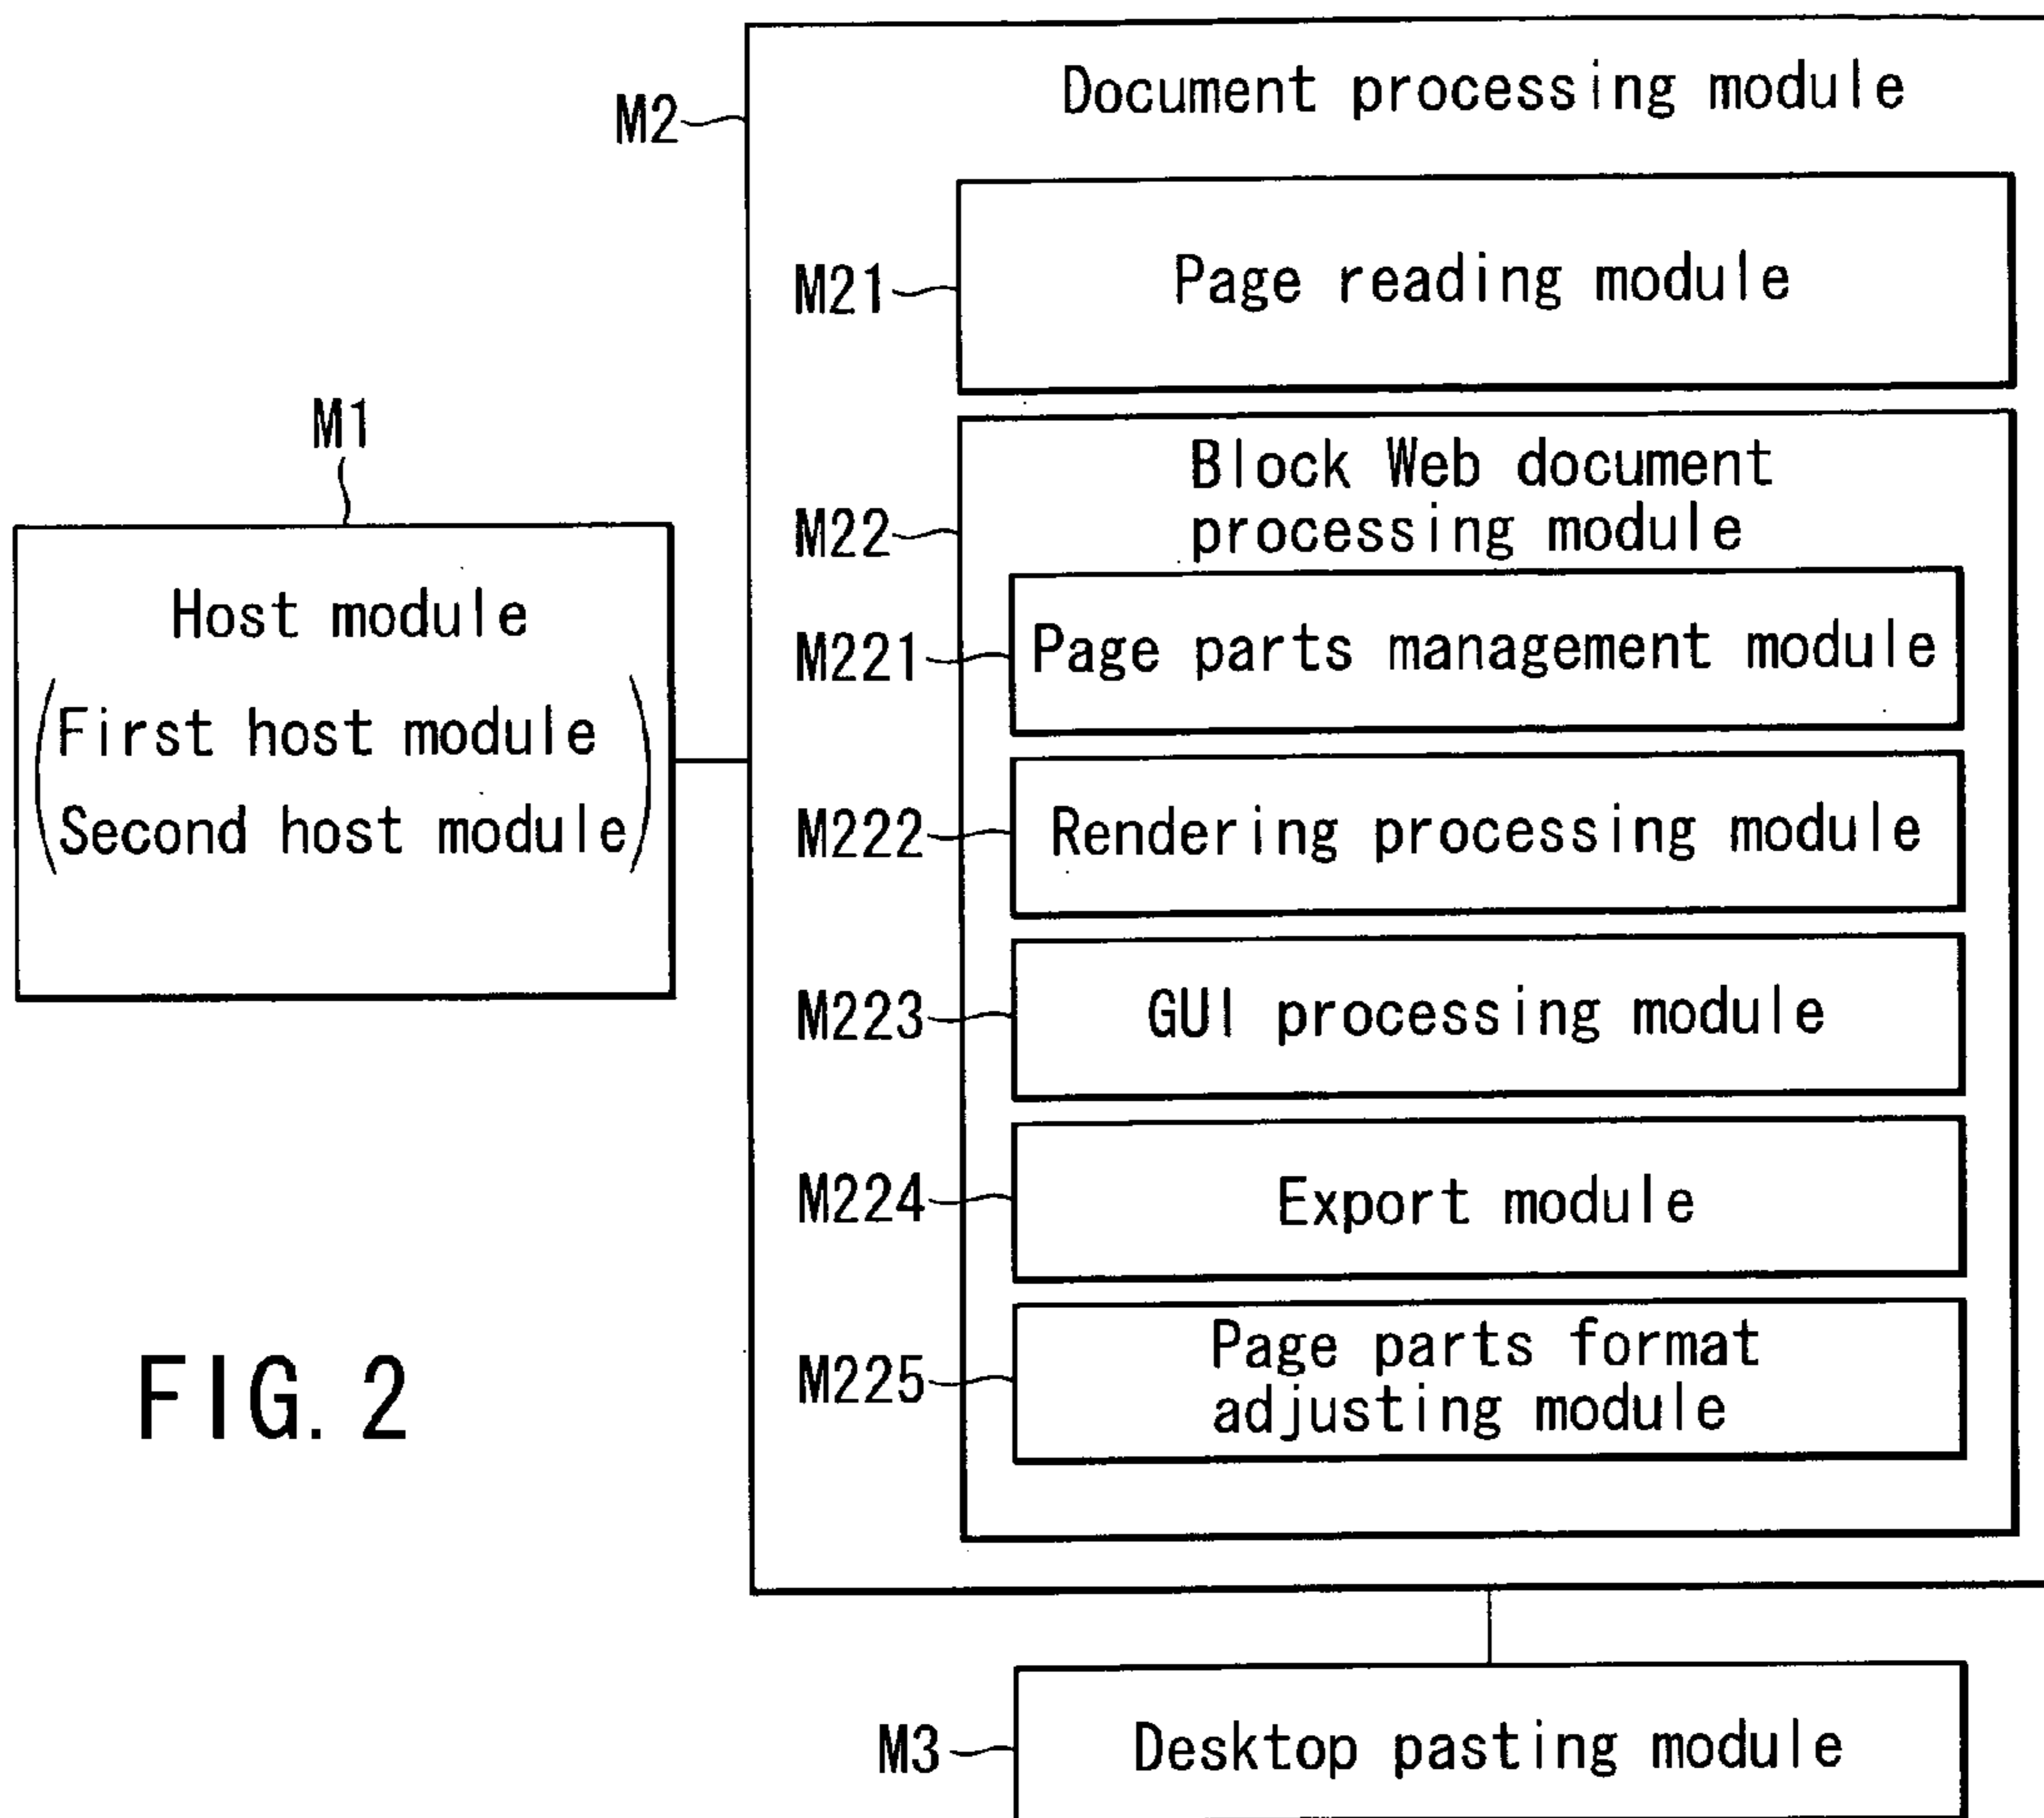 M2
Document processing module
M21
Page reading module
M1
Host module
(First host module
Second host module)
M22
Block Web document
processing module
M221
Page parts management module
M222
Rendering processing module
M223
GUI processing module
M224
Export module
M225
Page parts format
adjusting module
FIG. 2
M3
Desktop pasting module